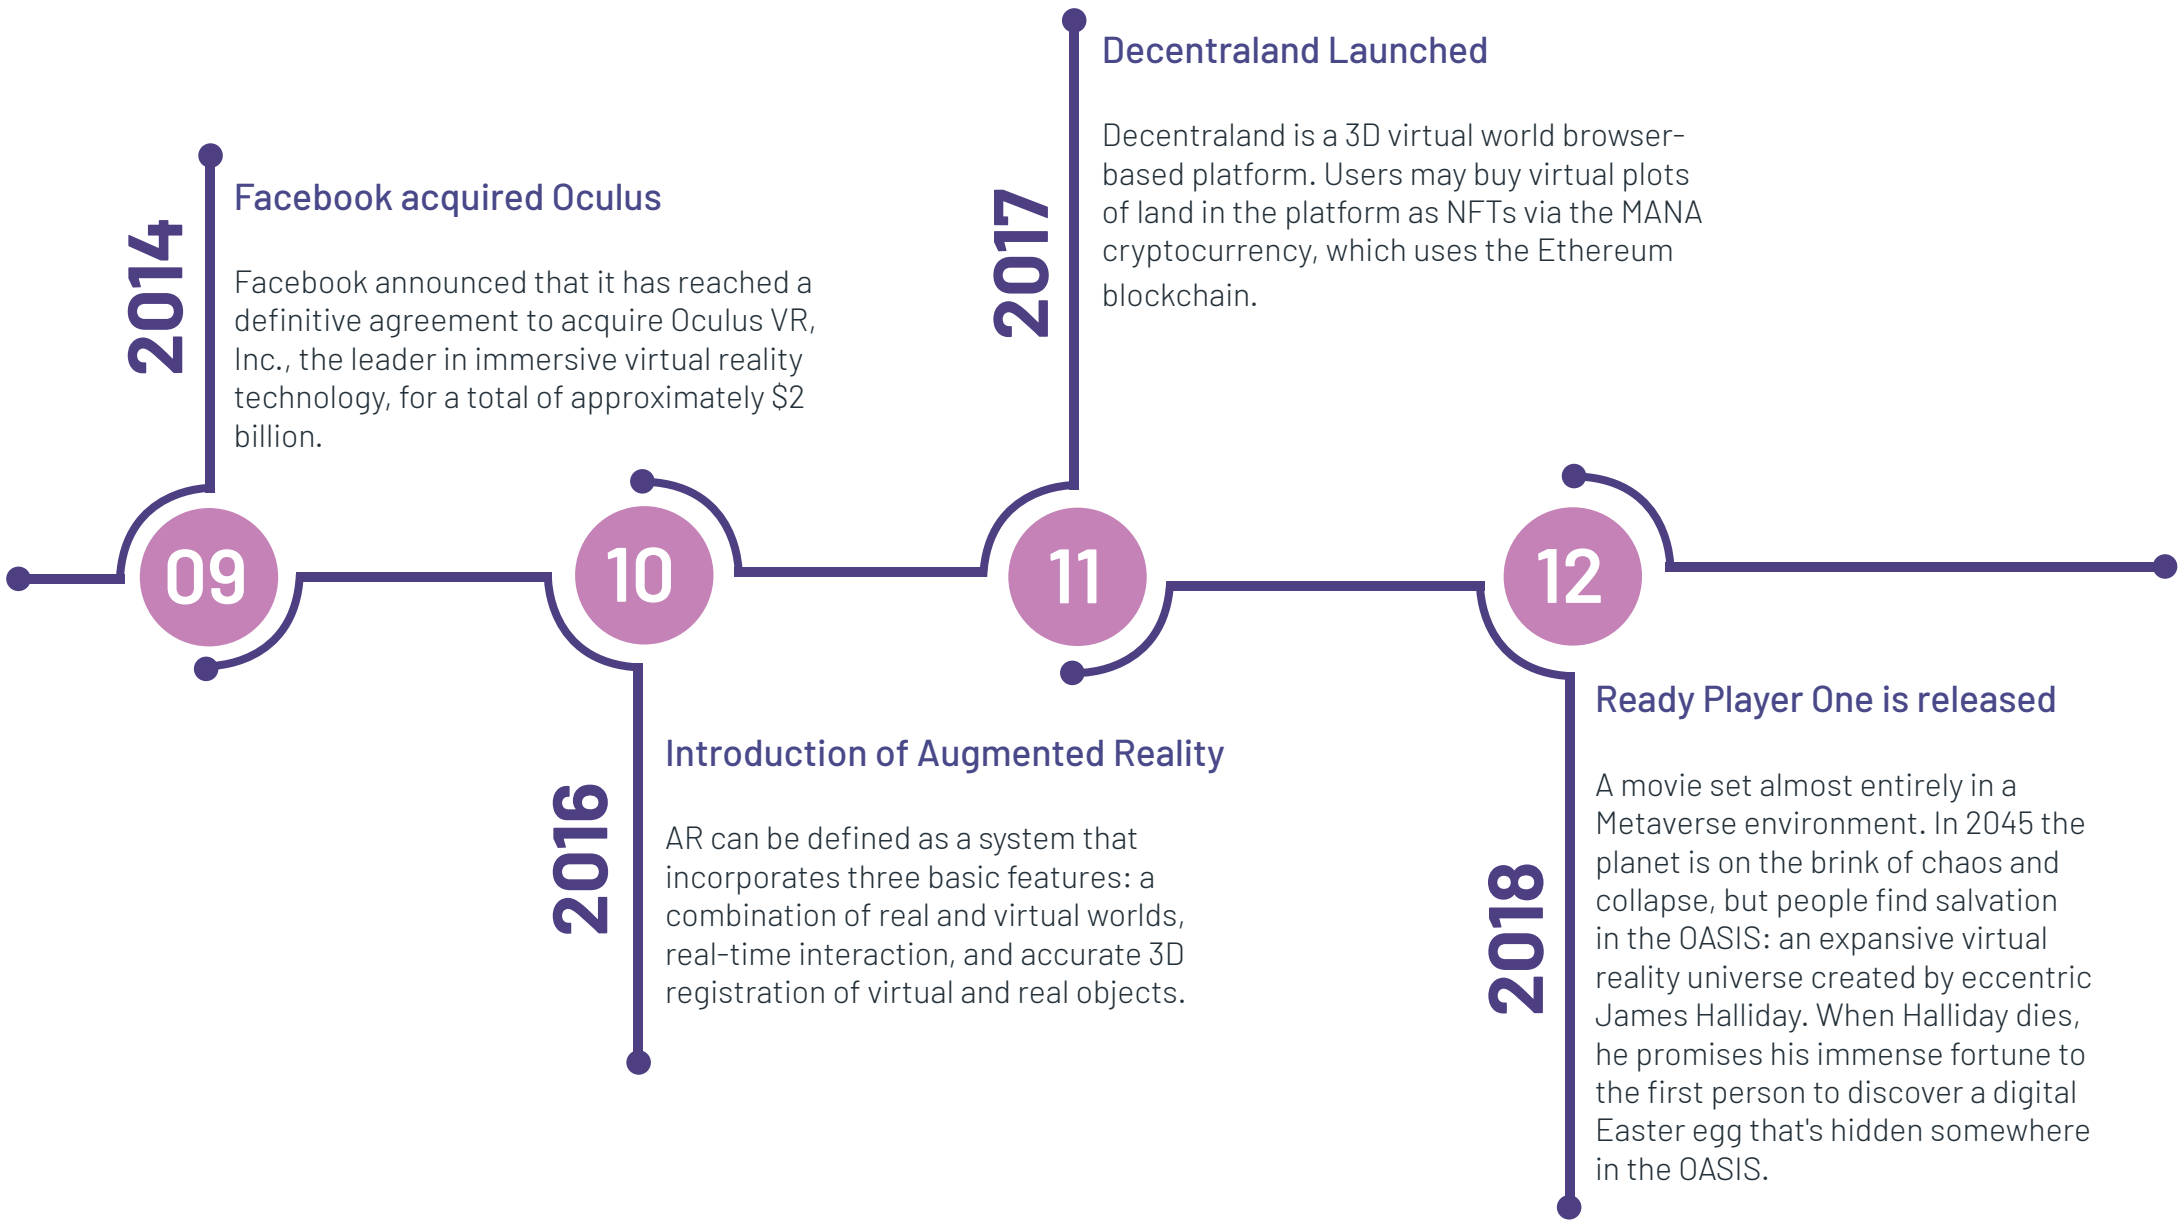 2014
Facebook acquired Oculus
Facebook announced that it has reached a
definitive agreement to acquire Oculus VR,
Inc., the leader in immersive virtual reality
technology, for a total of approximately $2
billion.
09
10
2016
Introduction of Augmented Reality
AR can be defined as a system that
incorporates three basic features: a
combination of real and virtual worlds,
real-time interaction, and accurate 3D
registration of virtual and real objects.
2017
Decentraland Launched
Decentraland is a 3D virtual world browser-
based platform. Users may buy virtual plots
of land in the platform as NFTs via the MANA
cryptocurrency, which uses the Ethereum
blockchain.
11
12
2018
Ready Player One is released
A movie set almost entirely in a
Metaverse environment. In 2045 the
planet is on the brink of chaos and
collapse, but people find salvation
in the OASIS: an expansive virtual
reality universe created by eccentric
James Halliday. When Halliday dies,
he promises his immense fortune to
the first person to discover a digital
Easter egg that's hidden somewhere
in the OASIS.